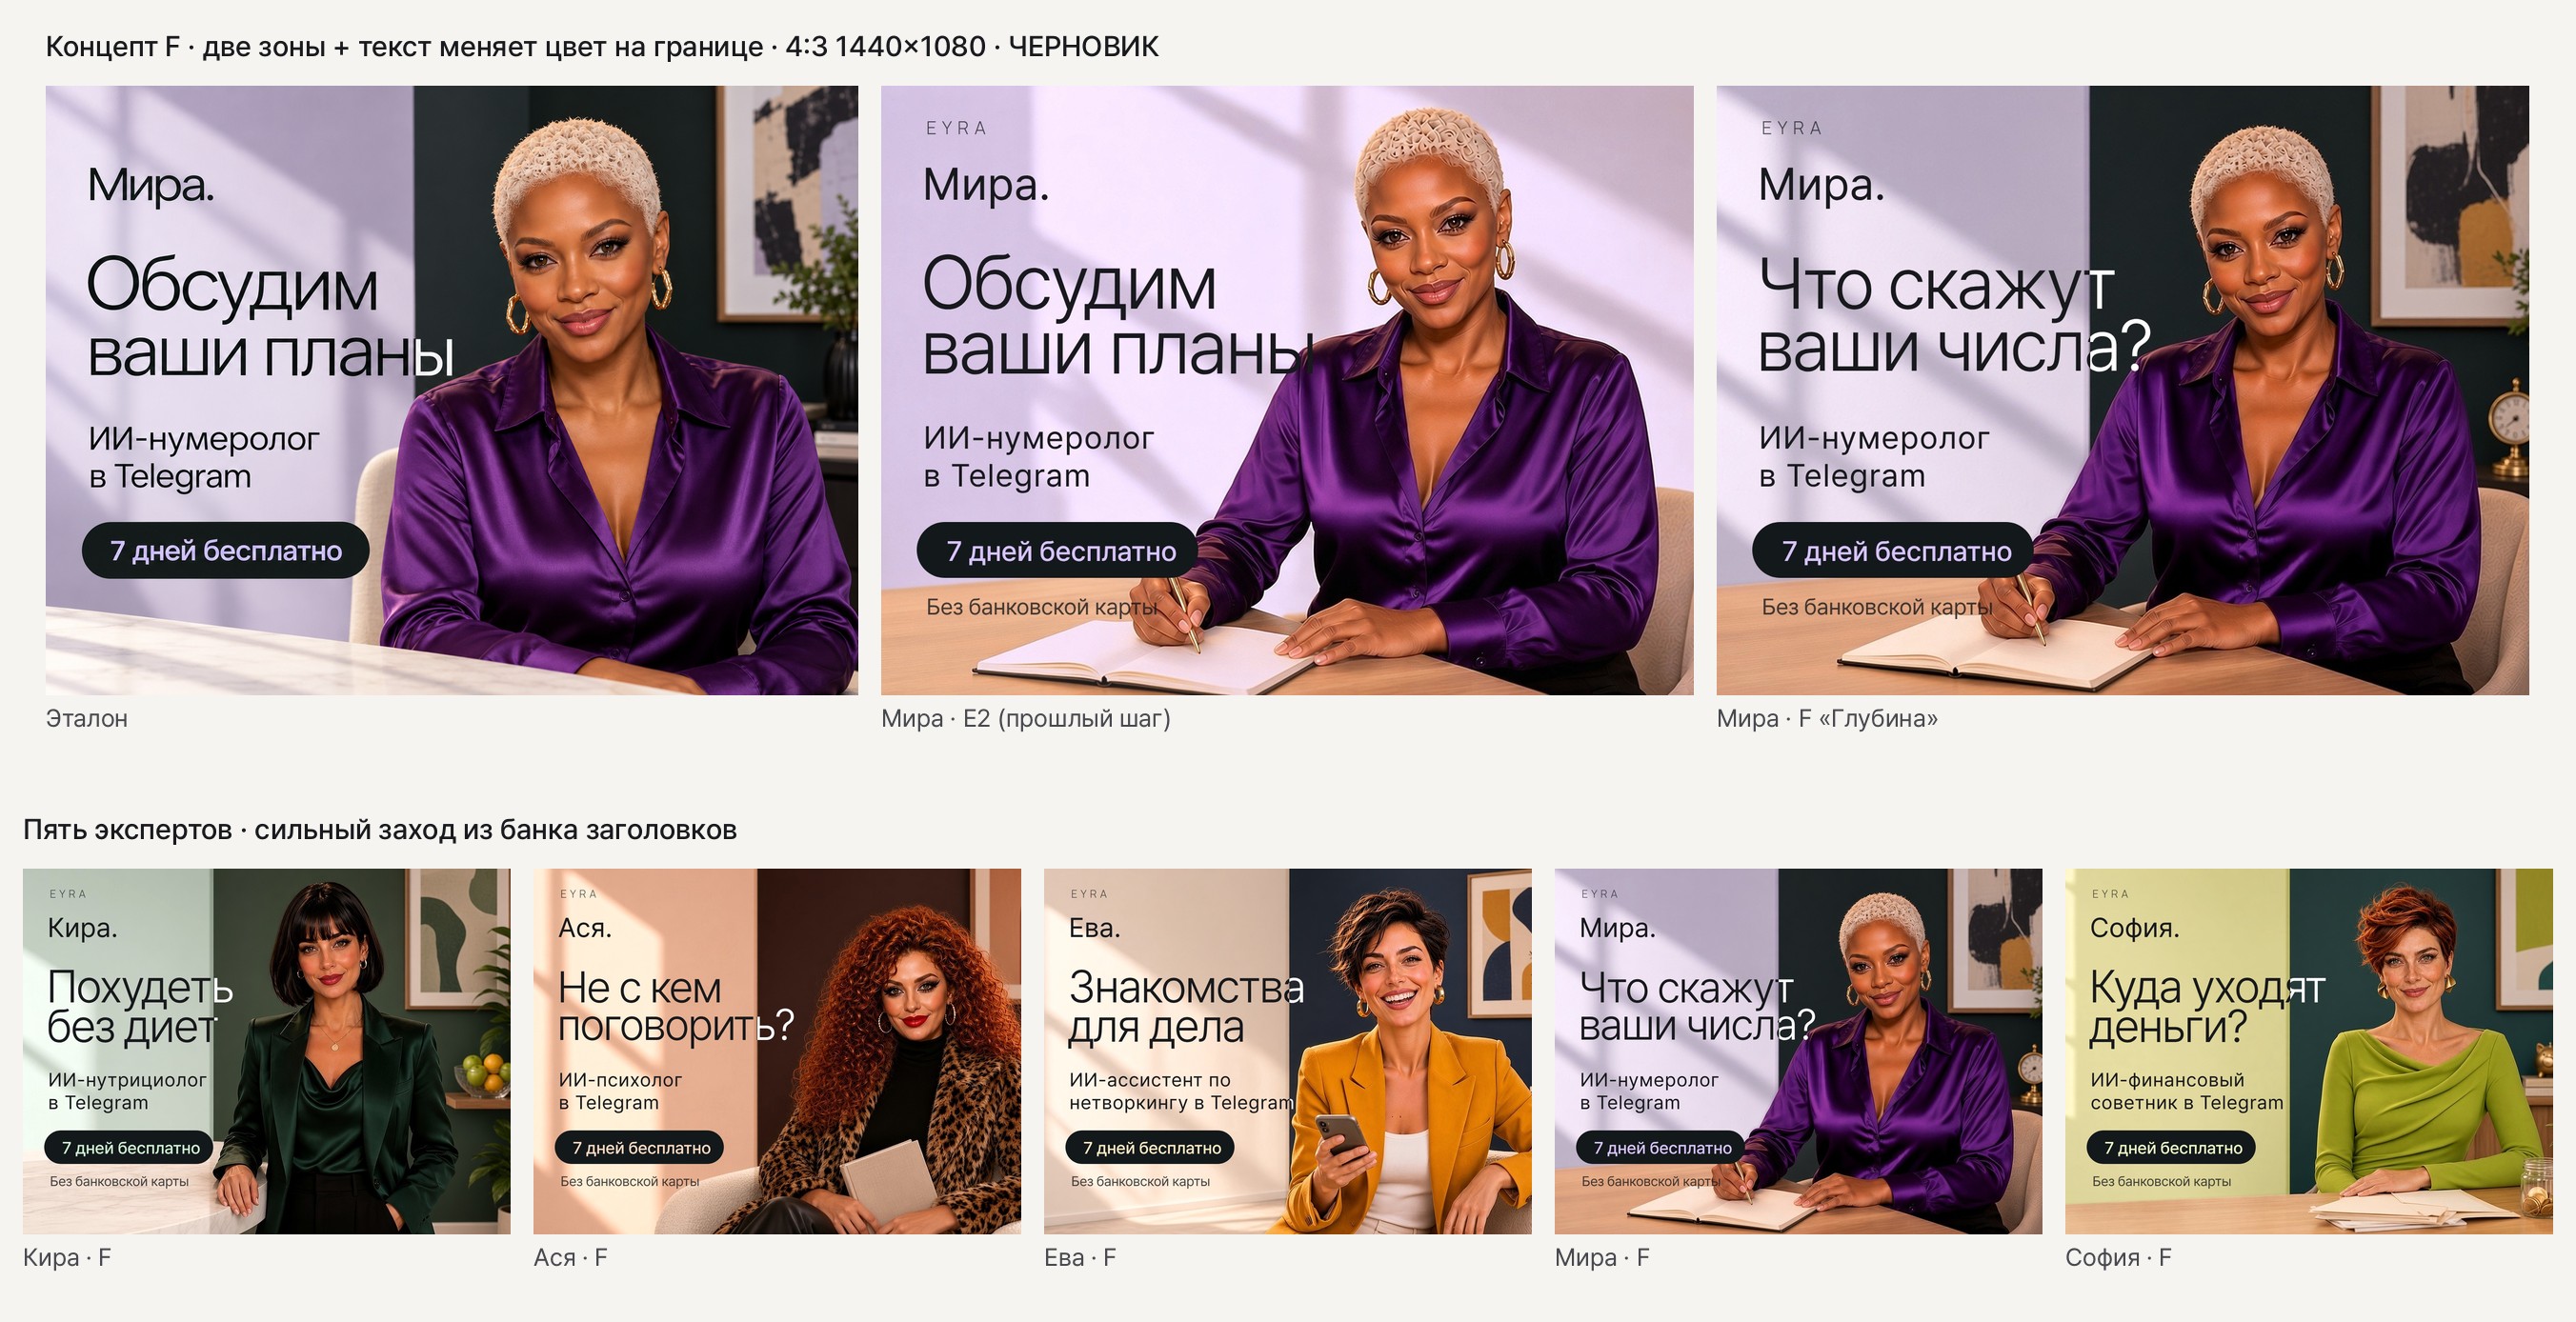 Концепт F · две зоны + текст меняет цвет на границе · 4:3 1440×1080 · ЧЕРНОВИК
Мира.
Обсудим
ваши планы
ИИ-нумеролог
в Telegram
7 дней бесплатно
Эталон
EYRA
Мира.
Обсудим
ваши планы
ИИ-нумеролог
в Telegram
7 дней бесплатно
Без банковской карты
Мира · E2 (прошлый шаг)
EYRA
Мира.
Что скажут
ваши числа?
ИИ-нумеролог
в Telegram
7 дней бесплатно
Без банковской карты
Мира · F «Глубина»
Пять экспертов · сильный заход из банка заголовков
EYRA
Кира.
Похудеть
без диет
ИИ-нутрициолог
в Telegram
7 дней бесплатно
Без банковской карты
Кира · F
EYRA
Ася.
Не с кем
поговорить?
ИИ-психолог
в Telegram
7 дней бесплатно
Без банковской карты
Ася · F
EYRA
Ева.
Знакомства
для дела
ИИ-ассистент по
нетворкингу в Telegram
7 дней бесплатно
Без банковской карты
Ева · F
EYRA
Мира.
Что скажут
ваши числа?
ИИ-нумеролог
в Telegram
7 дней бесплатно
Без банковской карты
Мира · F
EYRA
София.
Куда уходят
деньги?
ИИ-финансовый
советник в Telegram
7 дней бесплатно
Без банковской карты
София · F